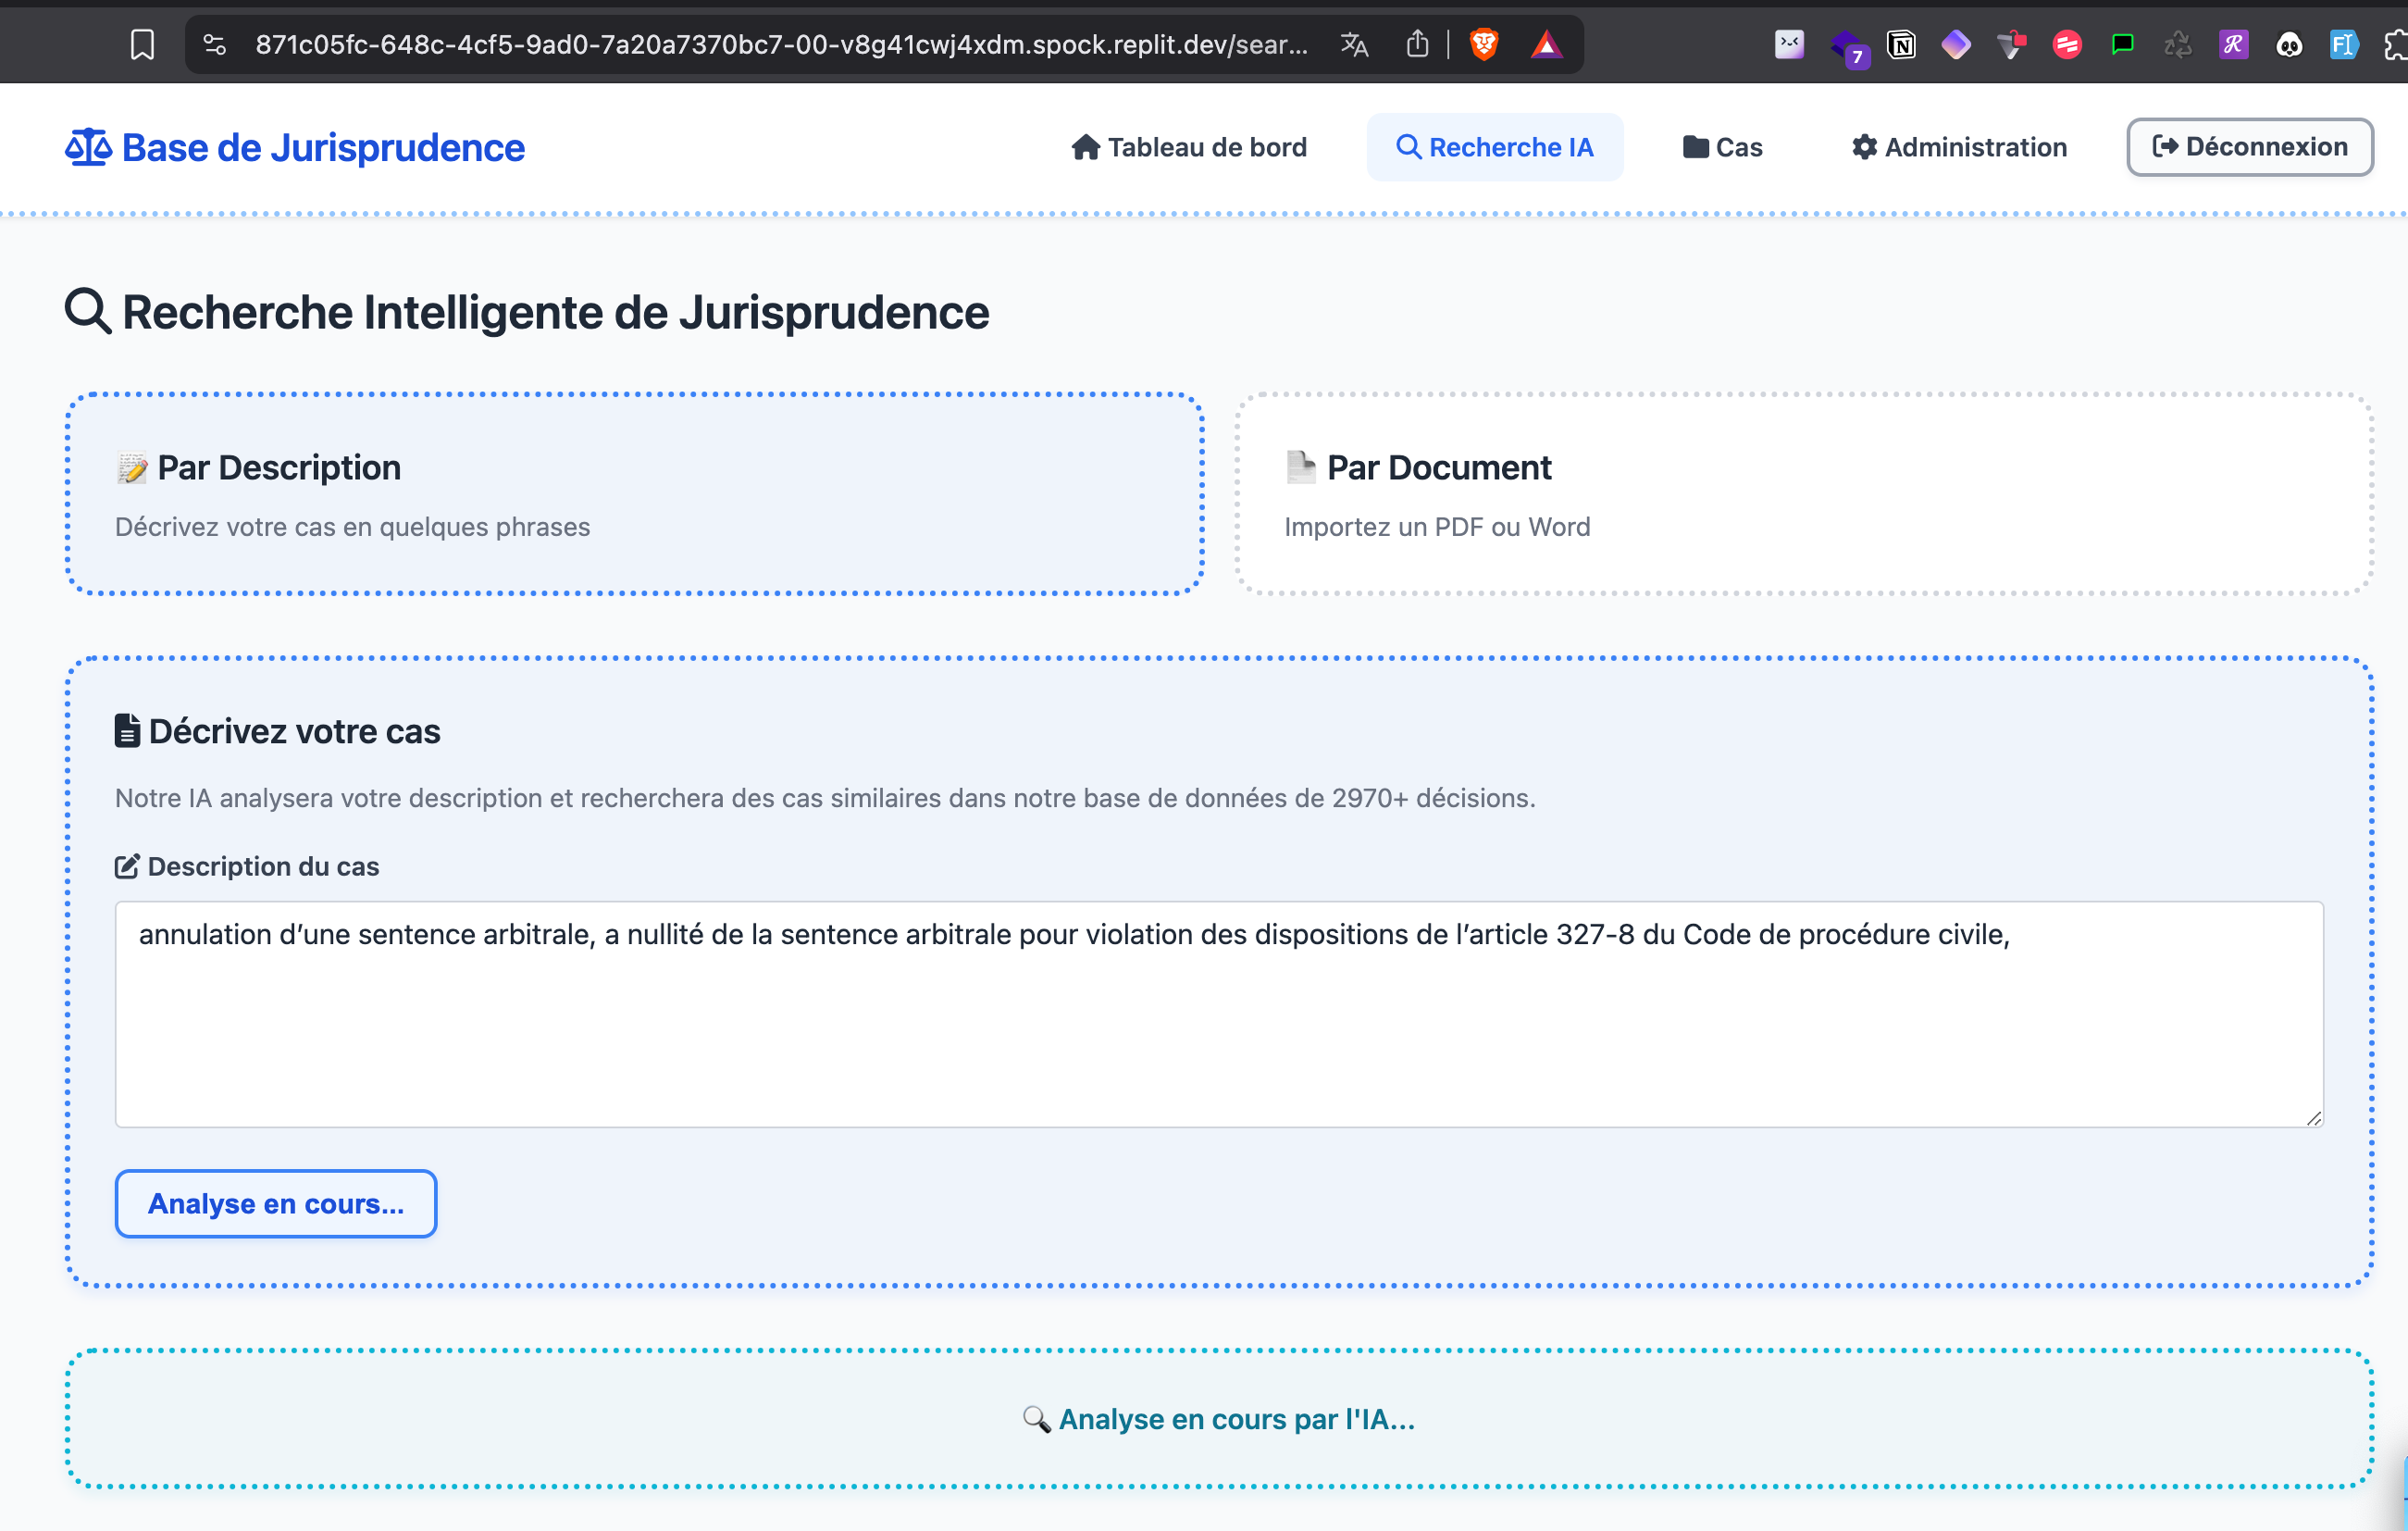 871c05fc-648c-4cf5-9ad0-7a20a7370bc7-00-v8g41cwj4xdm.spock.replit.dev/sear...
7
Base de Jurisprudence
Tableau de bord
Recherche IA
Cas
Administration
Déconnexion
Recherche Intelligente de Jurisprudence
Par Description
Décrivez votre cas en quelques phrases
Par Document
Importez un PDF ou Word
Décrivez votre cas
Notre IA analysera votre description et recherchera des cas similaires dans notre base de données de 2970+ décisions.
Description du cas
annulation d’une sentence arbitrale, a nullité de la sentence arbitrale pour violation des dispositions de l’article 327-8 du Code de procédure civile,
Analyse en cours...
Analyse en cours par l'IA...